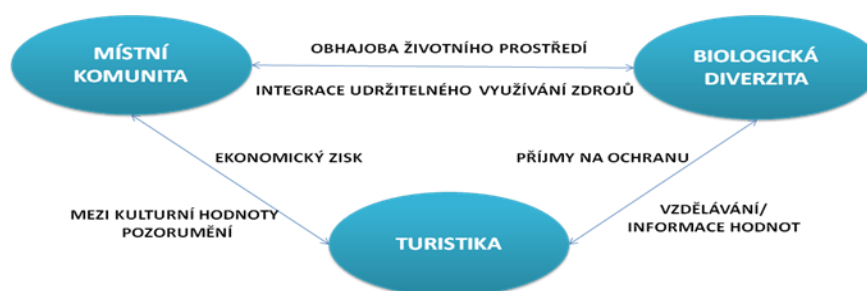 MÍSTNÍ
KOMUNITA
OBHAJOBA ŽIVOTNÍHO PROSTŘEDÍ
INTEGRACE UDRŽITELNÉHO VYUŽÍVÁNÍ ZDROJŮ
BIOLOGICKÁ
DIVERZITA
EKONOMICKÝ ZISK
PŘÍJMY NA OCHRANU
MEZI KULTURNÍ HODNOTY
POZORUMĚNÍ
VZDĚLÁVÁNÍ/
INFORMACE HODNOT
TURISTIKA